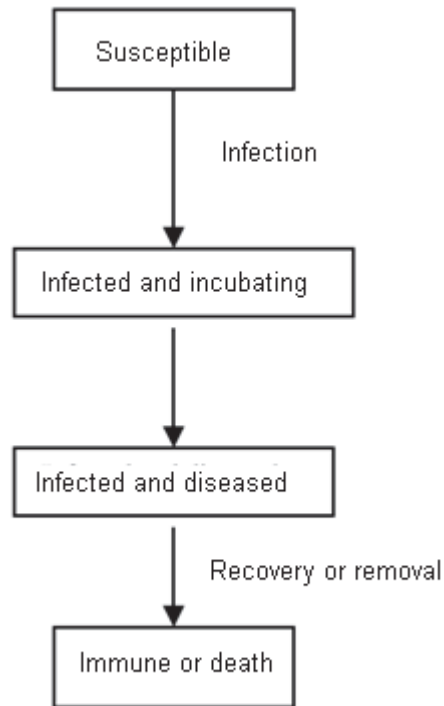 Susceptible
Infection
Infected and incubating
Infected and diseased
Recovery or removal
Immune or death